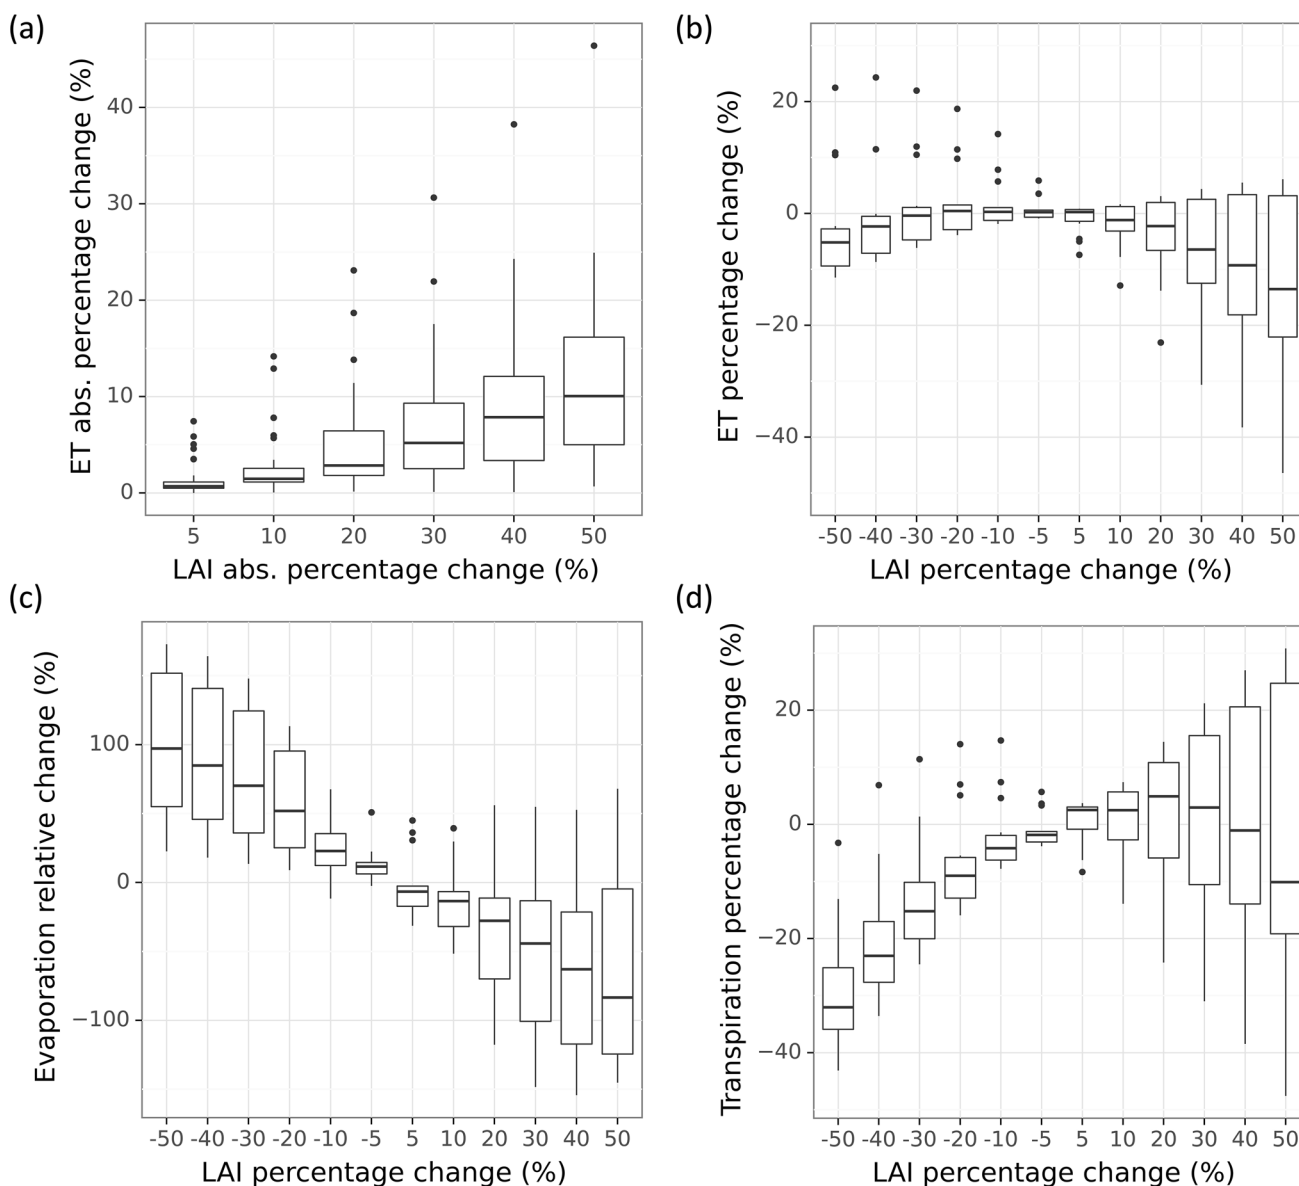 (a)
ET abs. percentage change (%)
40
30
20
10
0
5 10 20 30 40 50
LAI abs. percentage change (%)
(b)
ET percentage change (%)
20
0
−20
−40
-50 -40 -30 -20 -10 -5 5 10 20 30 40 50
LAI percentage change (%)
(c)
Evaporation relative change (%)
100
0
−100
-50 -40 -30 -20 -10 -5 5 10 20 30 40 50
LAI percentage change (%)
(d)
Transpiration percentage change (%)
20
0
−20
−40
-50 -40 -30 -20 -10 -5 5 10 20 30 40 50
LAI percentage change (%)